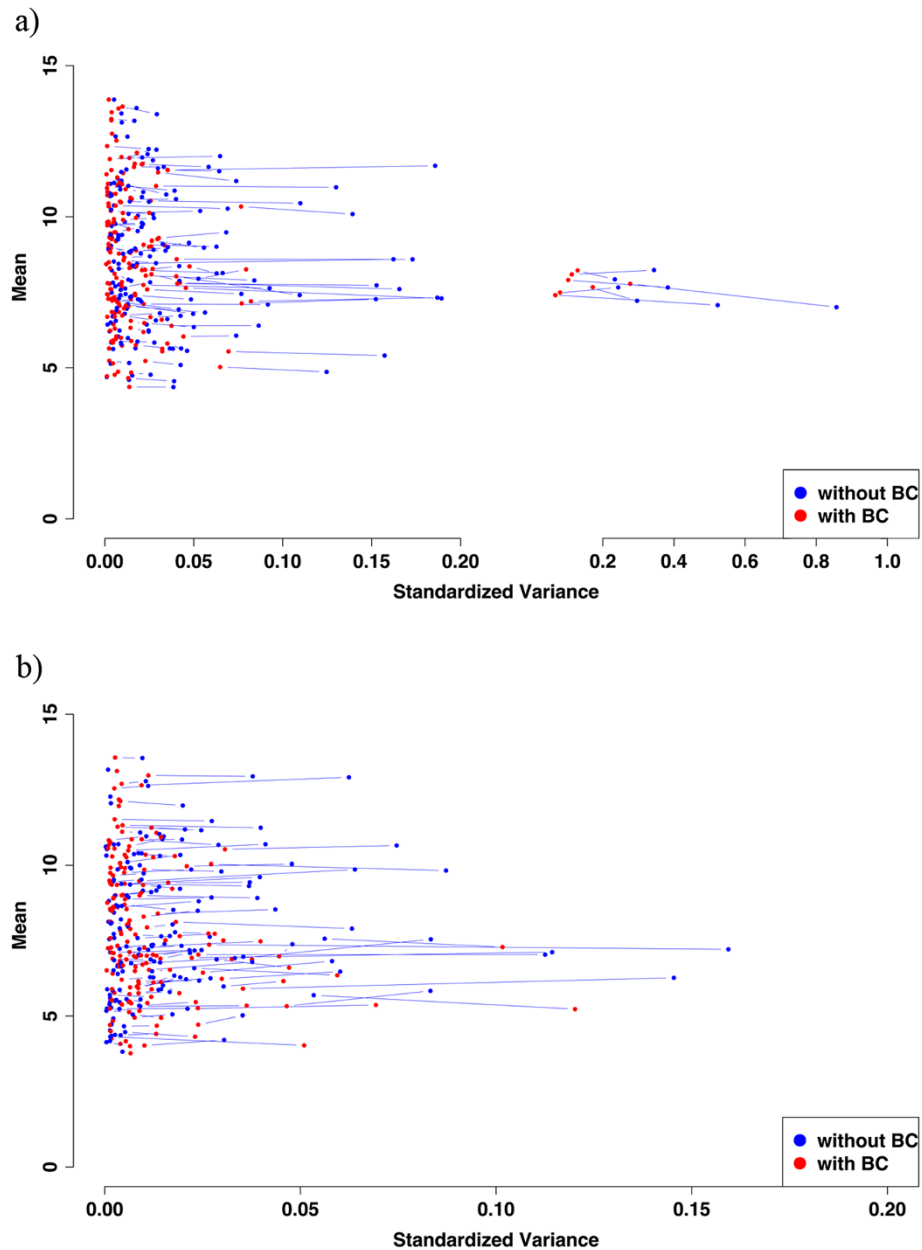 a)
15
10
5
0
Mean
0.00 0.05 0.10 0.15 0.20 0.2 0.4 0.6 0.8 1.0
Standardized Variance
without BC
with BC
b)
15
10
5
0
Mean
0.00 0.05 0.10 0.15 0.20
Standardized Variance
without BC
with BC